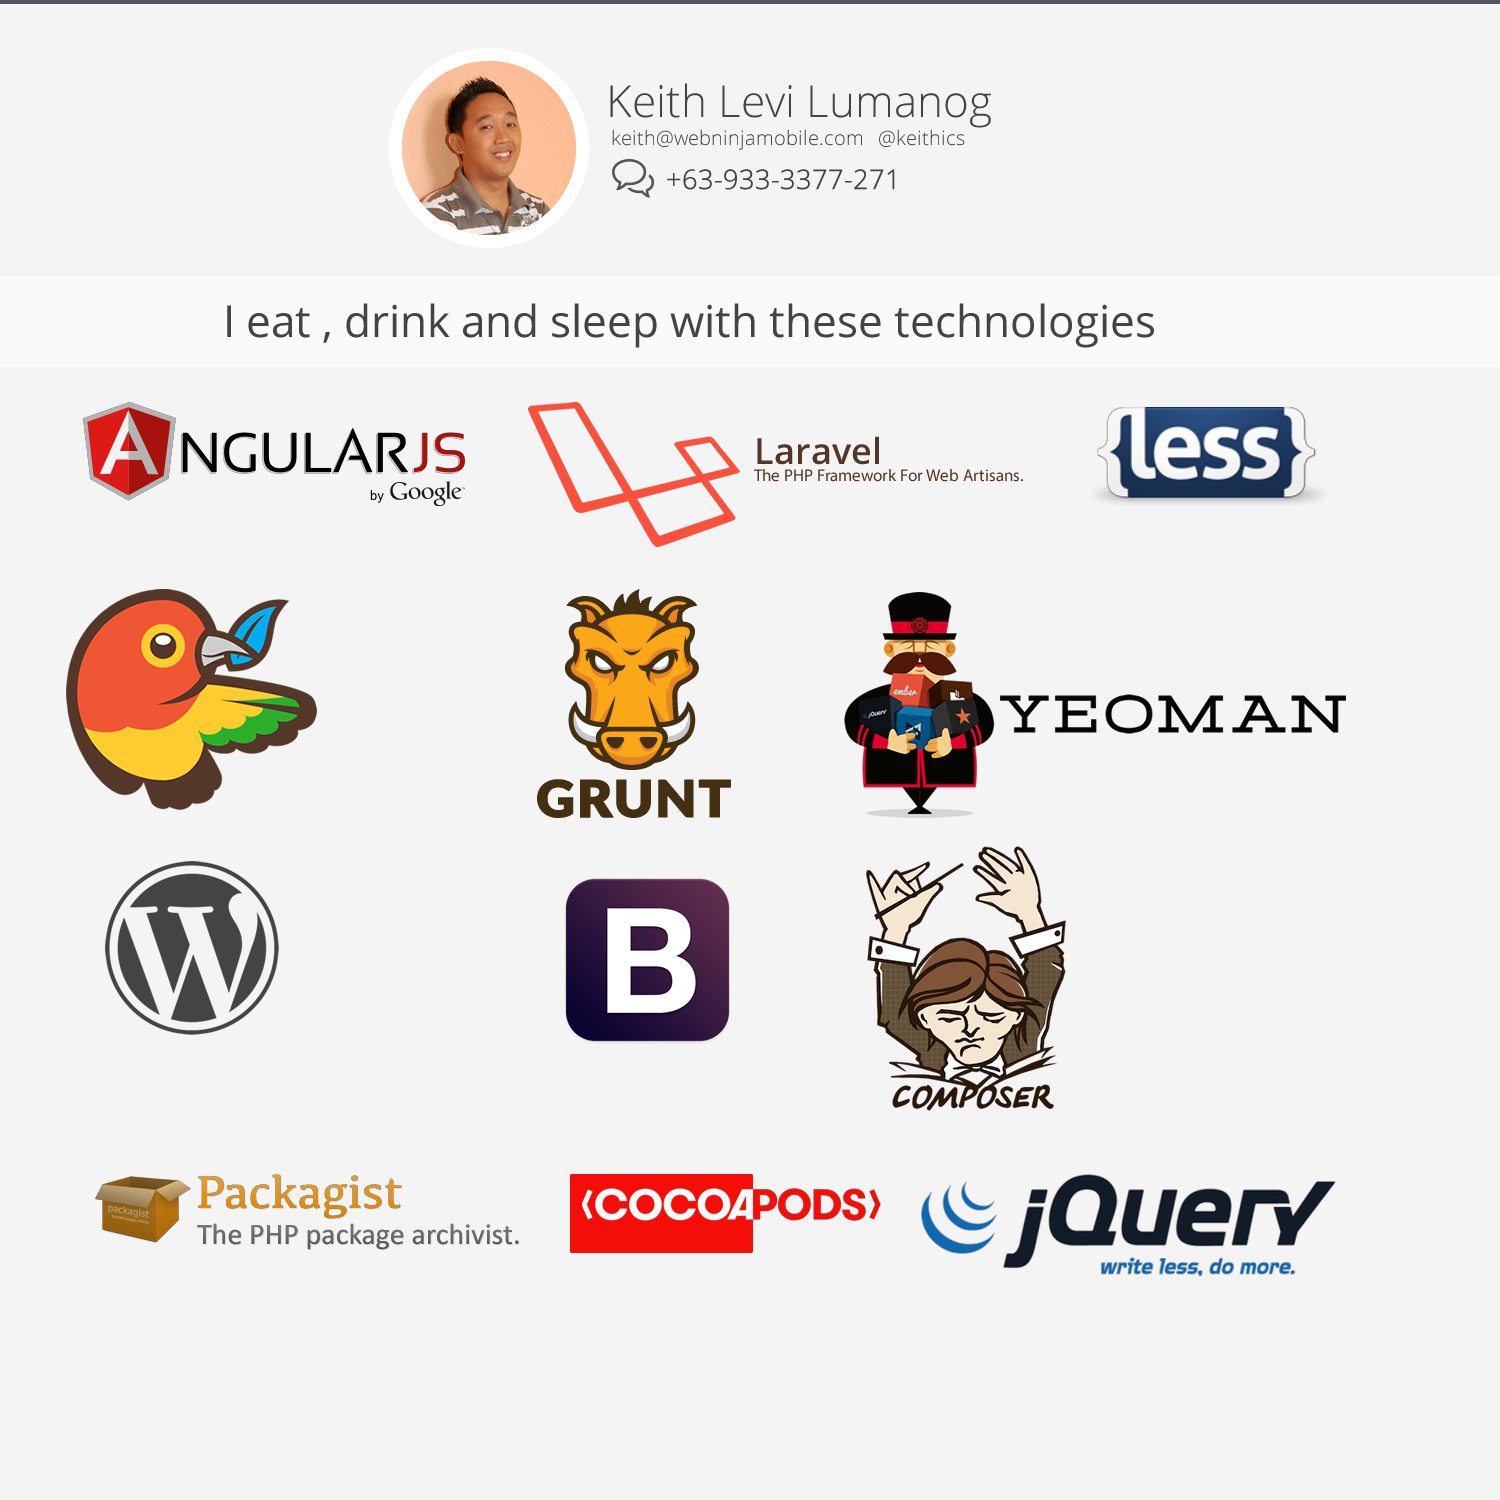 Keith Levi Lumanog
keith@webninjamobile.com @keithics
+63-933-3377-271
I eat , drink and sleep with these technologies
ANGULARJS
by Google
Laravel
The PHP Framework For Web Artisans.
{less}
GRUNT
ember
jQuery
YEOMAN
W
B
COMPOSER
packagist
Packagist
The PHP package archivist.
⟨COCOAPODS⟩
jQuery
write less, do more.